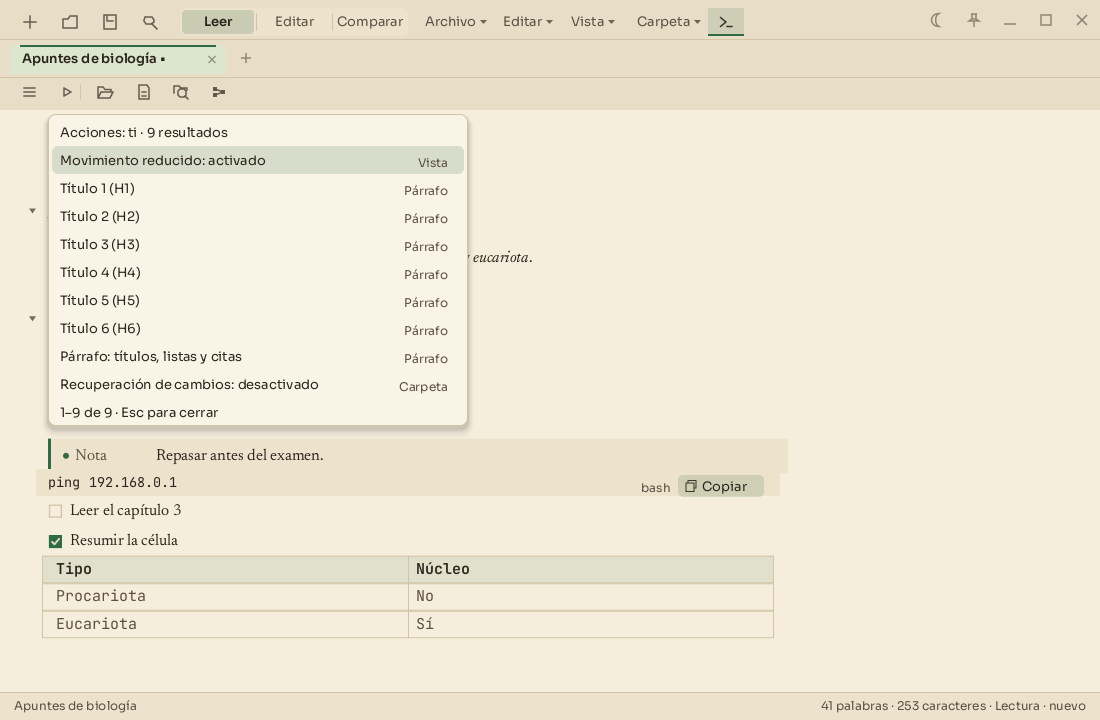 Leer Editar Comparar Archivo Editar Vista Carpeta
Apuntes de biología
Acciones: ti · 9 resultados
Movimiento reducido: activado Vista
Título 1 (H1) Párrafo
Título 2 (H2) Párrafo
Título 3 (H3) Párrafo
y eucariota.
Título 4 (H4) Párrafo
Título 5 (H5) Párrafo
Título 6 (H6) Párrafo
Párrafo: títulos, listas y citas Párrafo
Recuperación de cambios: desactivado Carpeta
1–9 de 9 · Esc para cerrar
Nota Repasar antes del examen.
ping 192.168.0.1 bash Copiar
Leer el capítulo 3
Resumir la célula
Tipo Núcleo
Procariota No
Eucariota Sí
Apuntes de biología 41 palabras · 253 caracteres · Lectura · nuevo